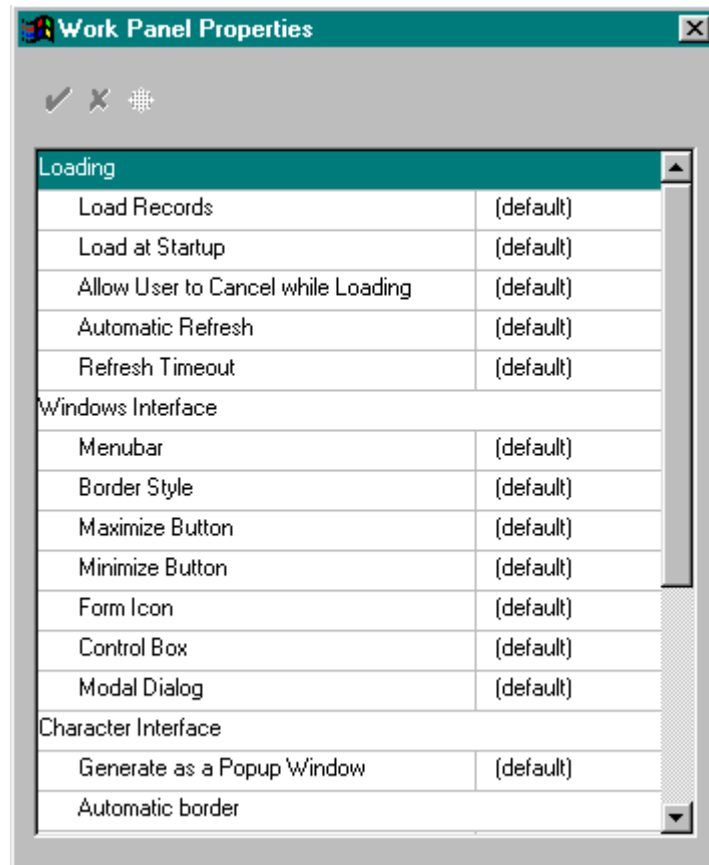 Work Panel Properties
Loading
Load Records (default)
Load at Startup (default)
Allow User to Cancel while Loading (default)
Automatic Refresh (default)
Refresh Timeout (default)
Windows Interface
Menubar (default)
Border Style (default)
Maximize Button (default)
Minimize Button (default)
Form Icon (default)
Control Box (default)
Modal Dialog (default)
Character Interface
Generate as a Popup Window (default)
Automatic border